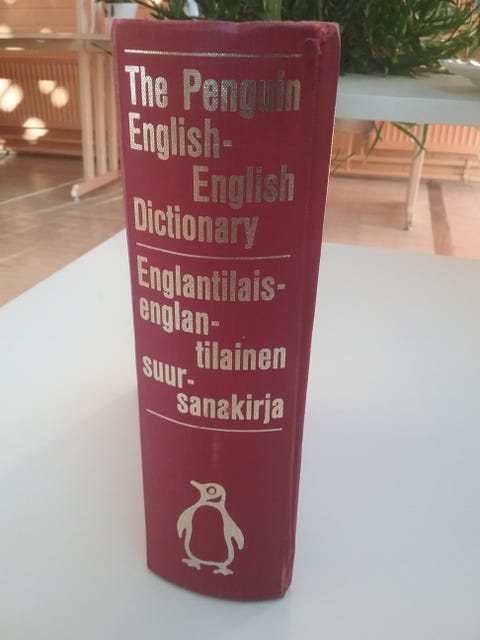 The Penguin
English-
English
Dictionary
Englantilais-
englan-
tilainen
suur-
sanakirja